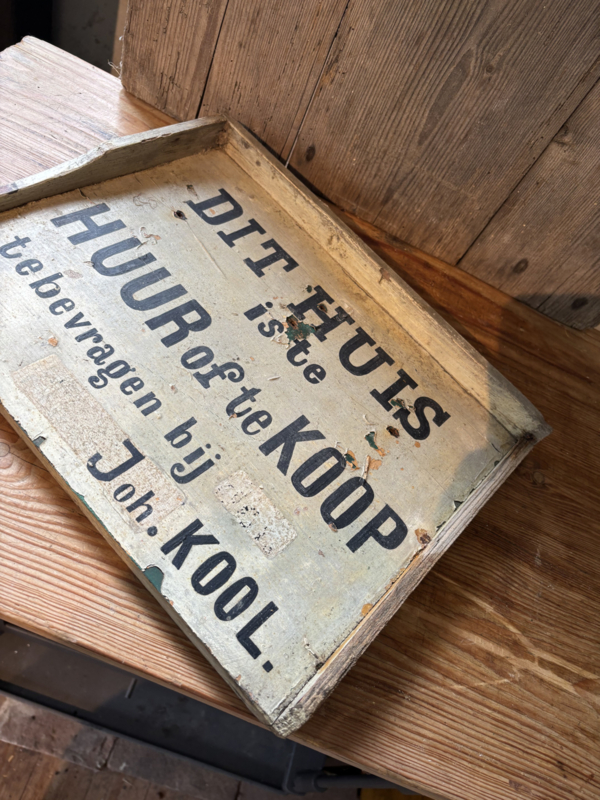 DIT HUIS
is te
HUUR of te KOOP
te bevragen bij
Joh. KOOL.